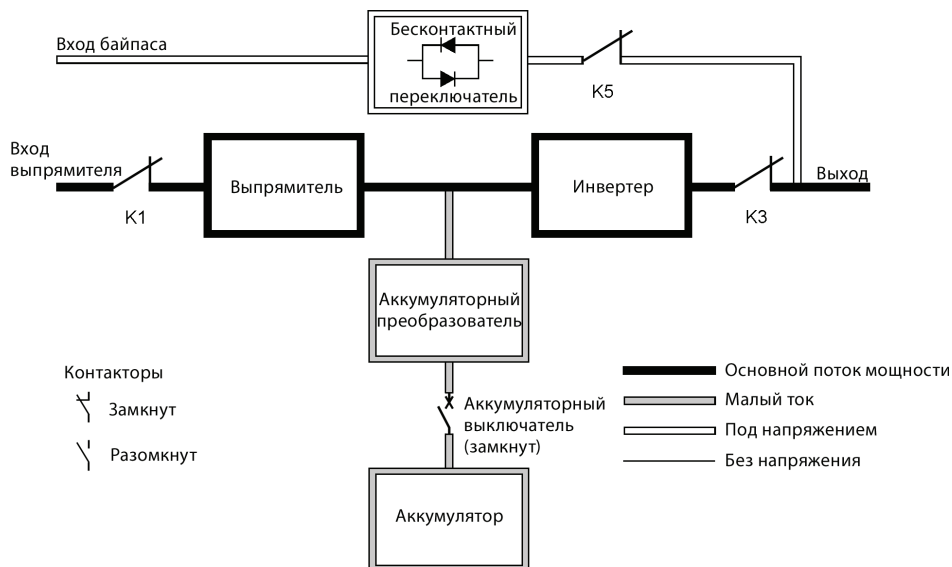 Вход байпаса
Бесконтактный
переключатель
K5
Вход
выпрямителя
K1
Выпрямитель
Инвертер
K3
Выход
Аккумуляторный
преобразователь
Контакторы
Замкнут
Разомкнут
Аккумуляторный
выключатель
(замкнут)
Аккумулятор
Основной поток мощности
Малый ток
Под напряжением
Без напряжения